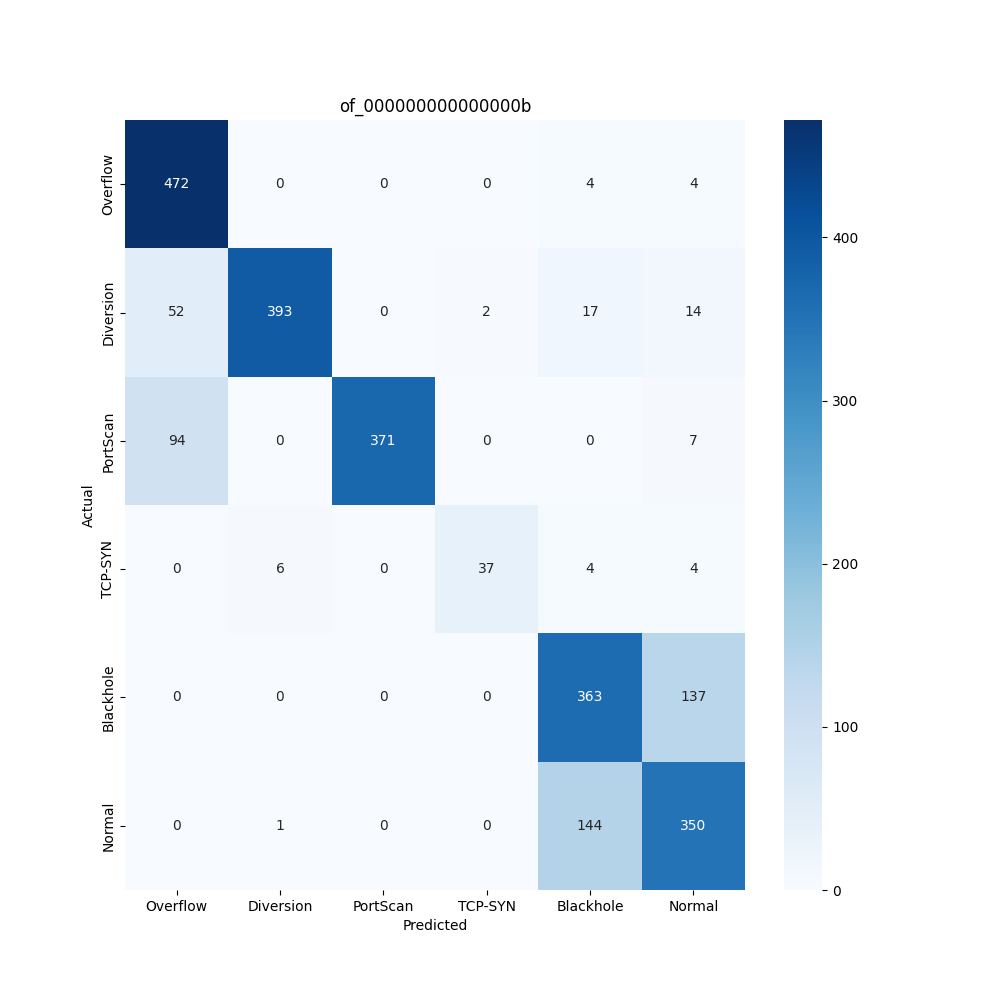 of_000000000000000b
Overflow 472 0 0 0 4 4
Diversion 52 393 0 2 17 14
PortScan 94 0 371 0 0 7
TCP-SYN 0 6 0 37 4 4
Blackhole 0 0 0 0 363 137
Normal 0 1 0 0 144 350
Actual
Overflow Diversion PortScan TCP-SYN Blackhole Normal
Predicted
400
300
200
100
0